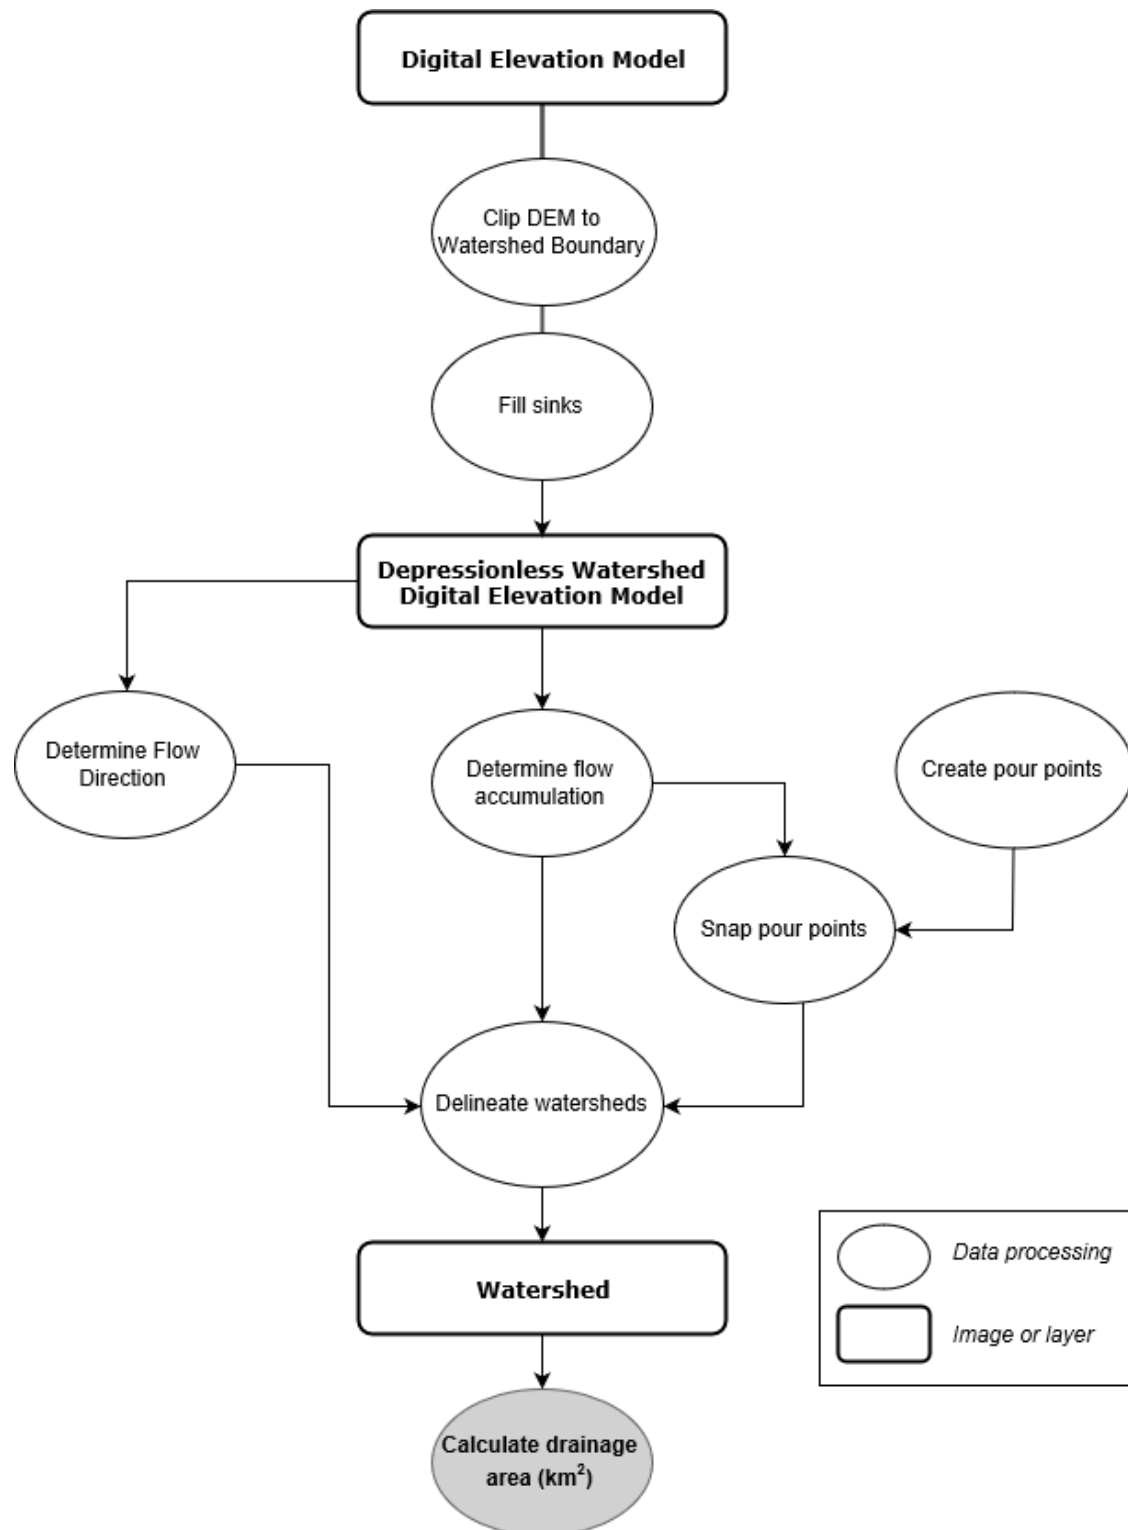 Digital Elevation Model
Clip DEM to
Watershed Boundary
Fill sinks
Depressionless Watershed
Digital Elevation Model
Determine Flow
Direction
Determine flow
accumulation
Create pour points
Snap pour points
Delineate watersheds
Watershed
Data processing
Image or layer
Calculate drainage
area (km²)